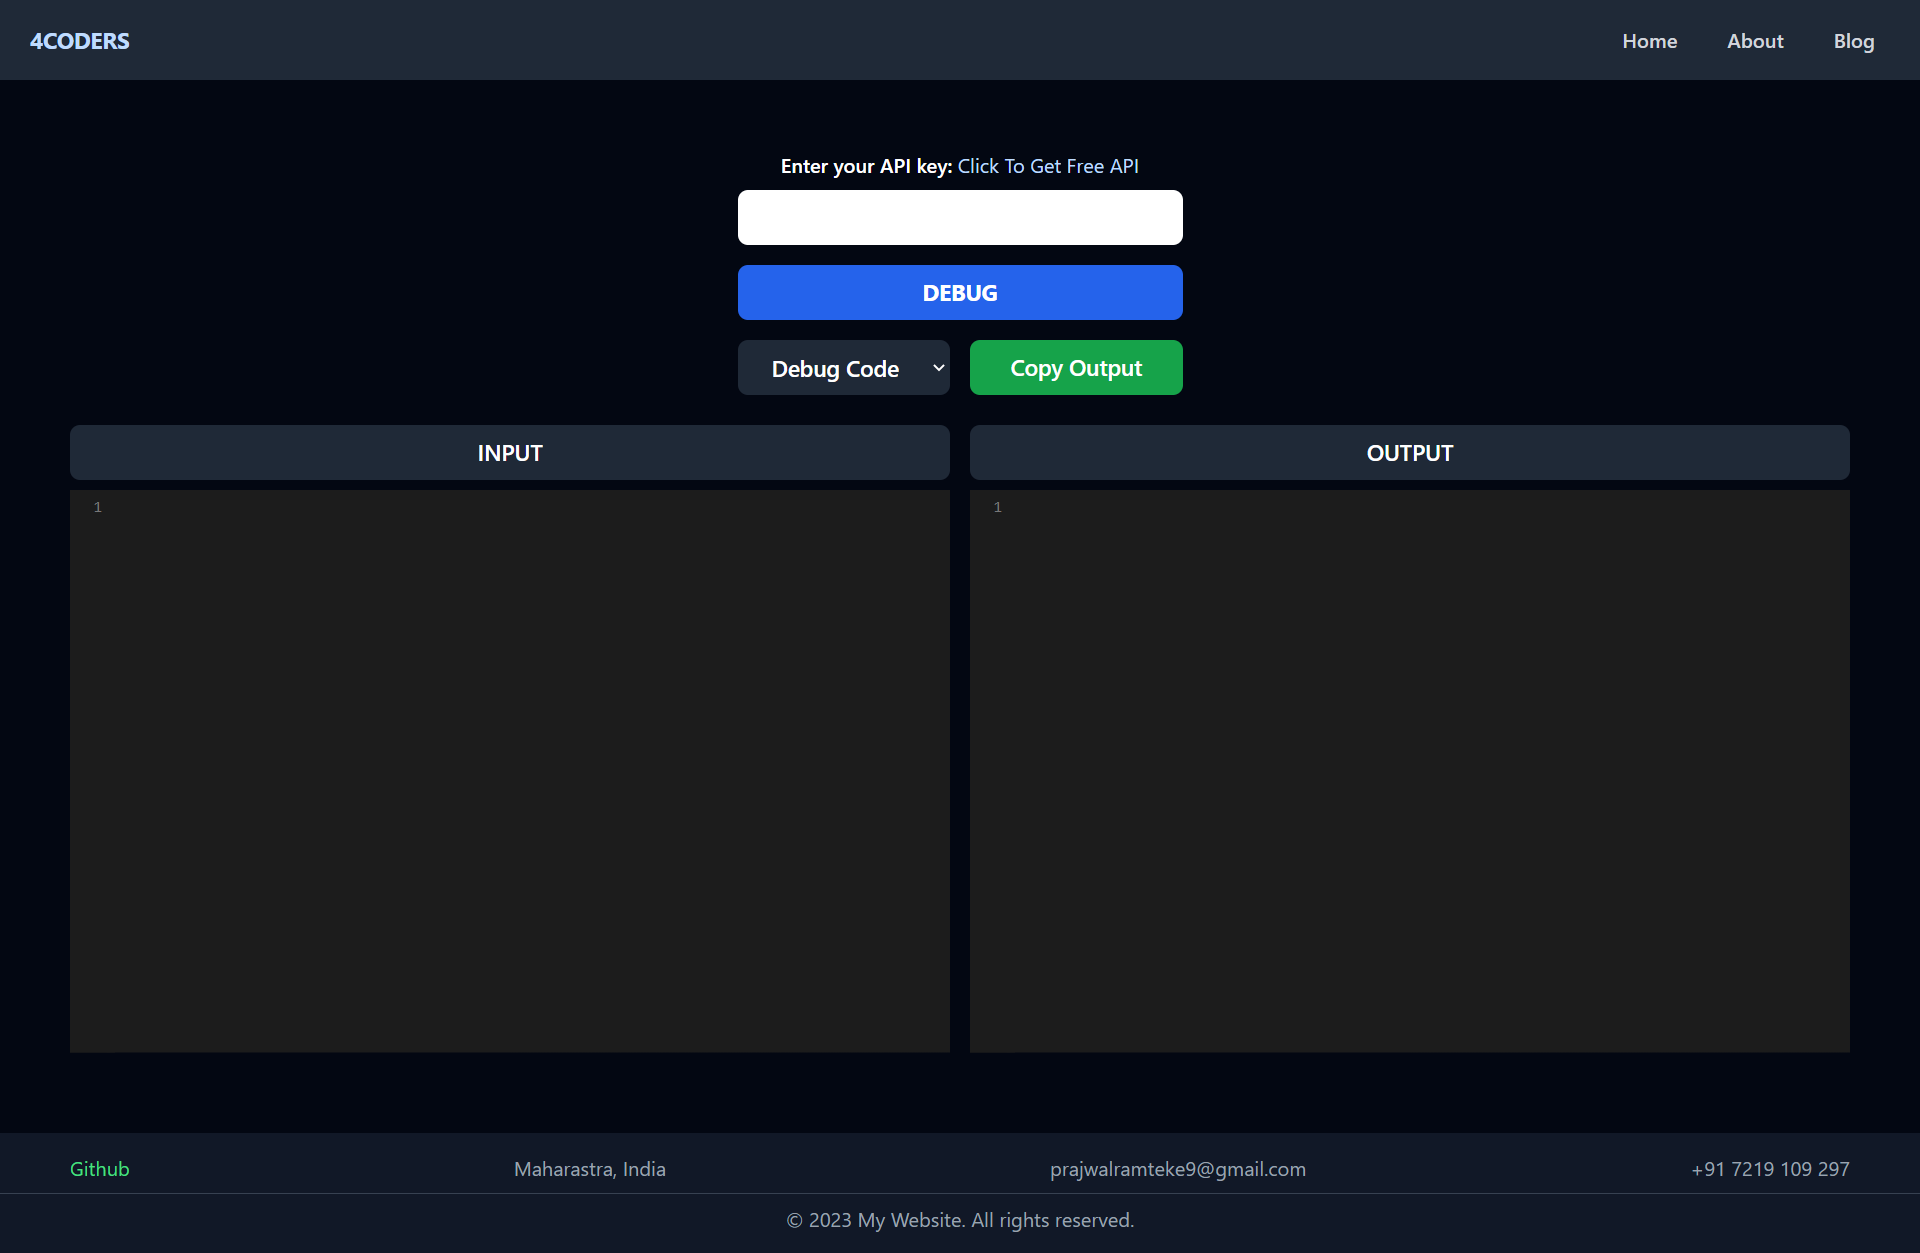 4CODERS
Home About Blog
Enter your API key: Click To Get Free API
DEBUG
Debug Code
Copy Output
INPUT
OUTPUT
1
1
Github
Maharastra, India
prajwalramteke9@gmail.com
+91 7219 109 297
© 2023 My Website. All rights reserved.